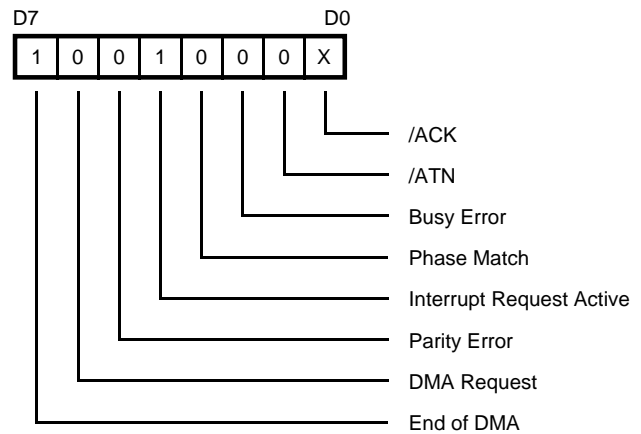 D7 D0
1 0 0 1 0 0 0 X
/ACK
/ATN
Busy Error
Phase Match
Interrupt Request Active
Parity Error
DMA Request
End of DMA